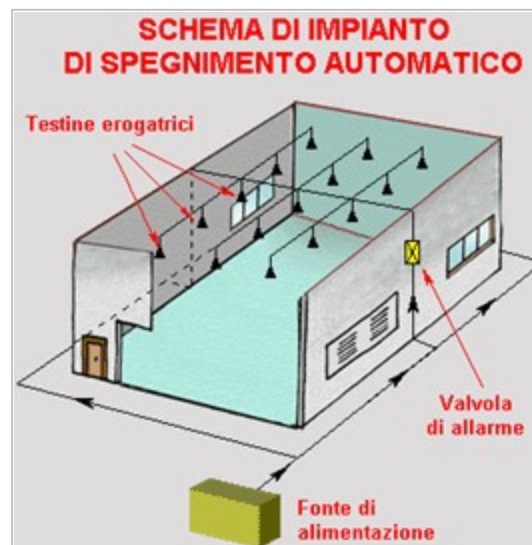 SCHEMA DI IMPIANTO
DI SPEGNIMENTO AUTOMATICO
Testine erogatrici
Valvola
di allarme
Fonte di
alimentazione